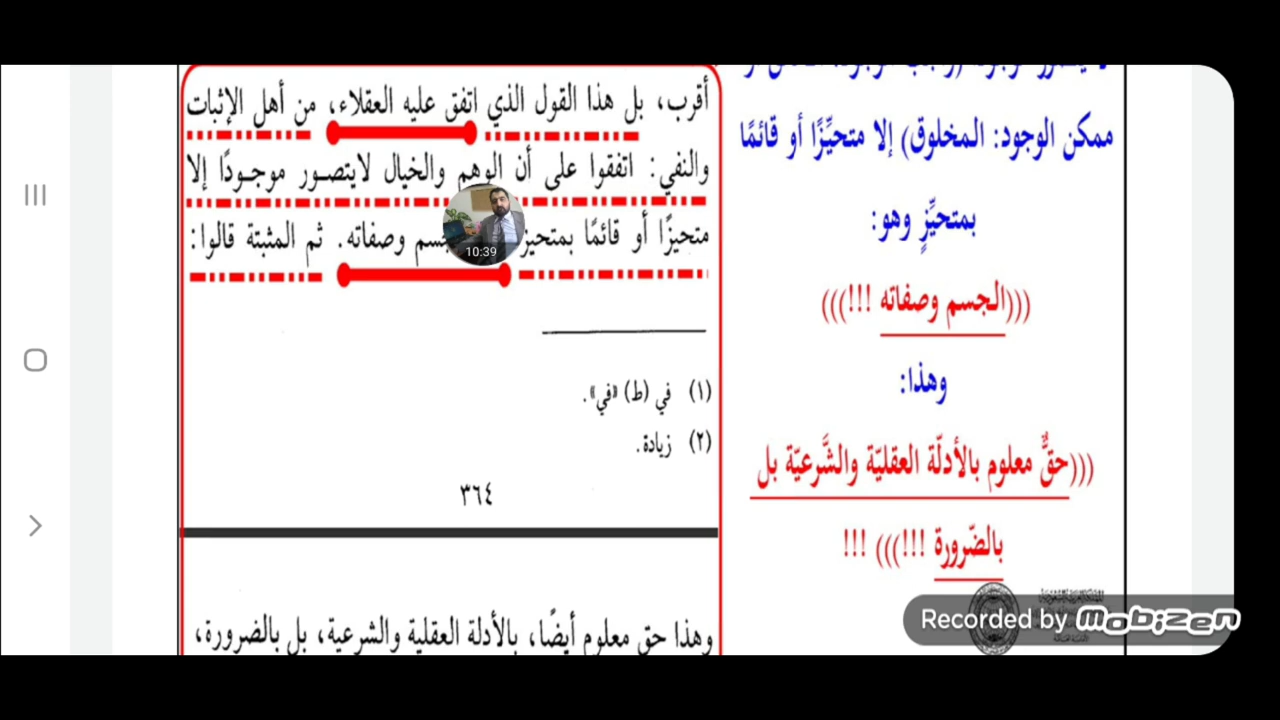 أقرب، بل هذا القول الذي اتفق عليه العقلاء، من أهل الإثبات
والنفي: اتفقوا على أن الوهم والخيال لايتصور موجودًا إلا
متحيزًا أو قائمًا بمتحيز وصفاته. ثم المثبتة قالوا:
10:39
(١) في (ط) «في».
(٢) زيادة.
٣٦٤
وهذا حق معلوم أيضًا، بالأدلة العقلية والشرعية، بل بالضرورة،
ممكن الوجود: المخلوق) إلا متحيِّزًا أو قائمًا
بمتحيِّزٍ وهو:
(((الجسم وصفاته !!!)))
وهذا:
(((حقٌّ معلوم بالأدلّة العقليّة والشَّرعيّة بل
بالضّرورة !!!))) !!!
Recorded by mobizen